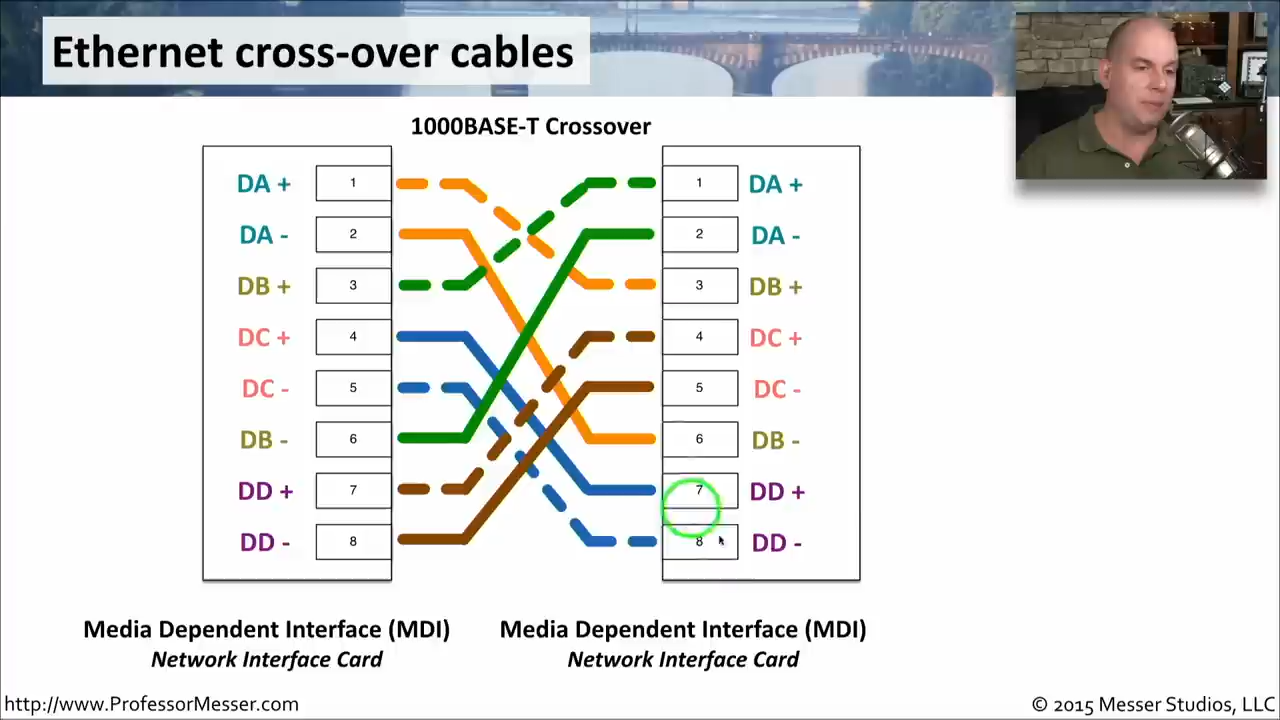 Ethernet cross-over cables
1000BASE-T Crossover
DA + 1 1 DA +
DA - 2 2 DA -
DB + 3 3 DB +
DC + 4 4 DC +
DC - 5 5 DC -
DB - 6 6 DB -
DD + 7 7 DD +
DD - 8 8 DD -
Media Dependent Interface (MDI) Media Dependent Interface (MDI)
Network Interface Card Network Interface Card
http://www.ProfessorMesser.com © 2015 Messer Studios, LLC